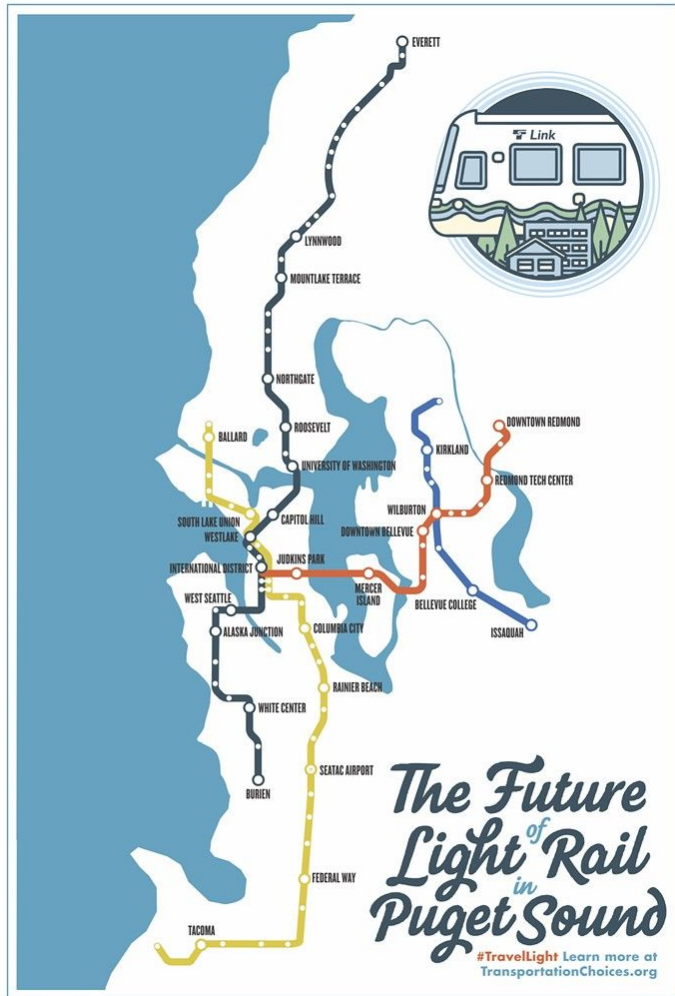 EVERETT
Link
LYNNWOOD
MOUNTLAKE TERRACE
NORTHGATE
ROOSEVELT
BALLARD
DOWNTOWN REDMOND
KIRKLAND
UNIVERSITY OF WASHINGTON
REDMOND TECH CENTER
SOUTH LAKE UNION
CAPITOL HILL
WILBURTON
WESTLAKE
DOWNTOWN BELLEVUE
INTERNATIONAL DISTRICT
JUDKINS PARK
MERCER
ISLAND
WEST SEATTLE
BELLEVUE COLLEGE
ALASKA JUNCTION
COLUMBIA CITY
ISSAQUAH
RAINIER BEACH
WHITE CENTER
SEATAC AIRPORT
BURIEN
FEDERAL WAY
TACOMA
The Future
of
Light Rail
in
Puget Sound
#TravelLight Learn more at
TransportationChoices.org